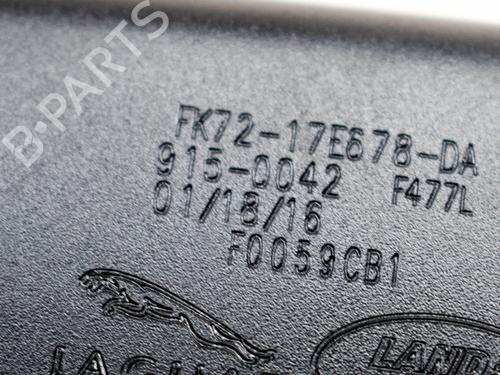 B-PARTS
FK72-17E678-DA
915-0042 F477L
01/18/16
F0059CB1